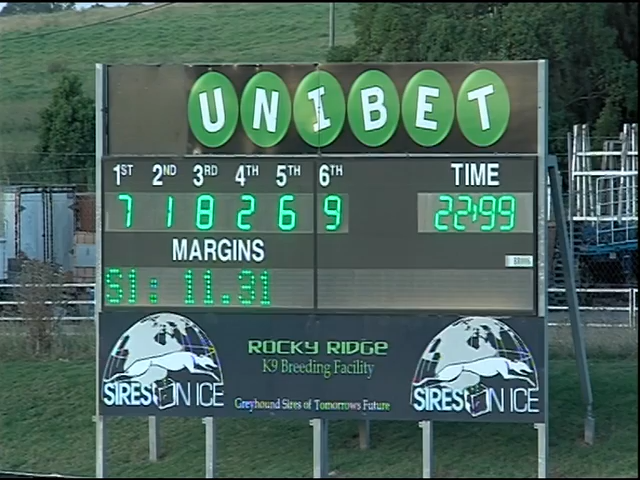 UNIBET
1ST 2ND 3RD 4TH 5TH 6TH TIME
7 1 8 2 6 9 22:99
MARGINS
S1: 11.31
ROCKY RIDGE
K9 Breeding Facility
SIRES ON ICE
SIRES ON ICE
Greyhound Sires of Tomorrows Future